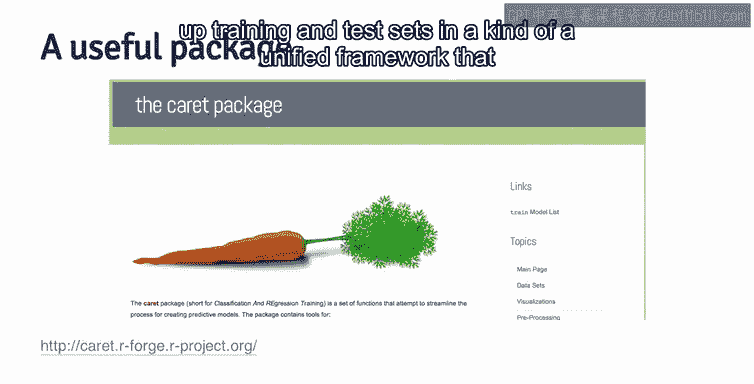 up training and test sets in a kind of a
unified framework that
A useful package
the caret package
Links
train Model List
Topics
Main Page
Data Sets
Visualizations
Pre-Processing
The caret package (short for Classification And REgression Training) is a set of functions that attempt to streamline the
process for creating predictive models. The package contains tools for:
http://caret.r-forge.r-project.org/